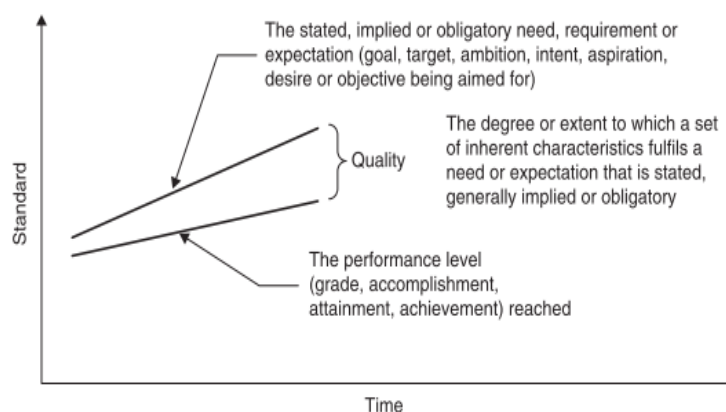 The stated, implied or obligatory need, requirement or
expectation (goal, target, ambition, intent, aspiration,
desire or objective being aimed for)
The degree or extent to which a set
of inherent characteristics fulfils a
need or expectation that is stated,
generally implied or obligatory
Quality
Standard
The performance level
(grade, accomplishment,
attainment, achievement) reached
Time